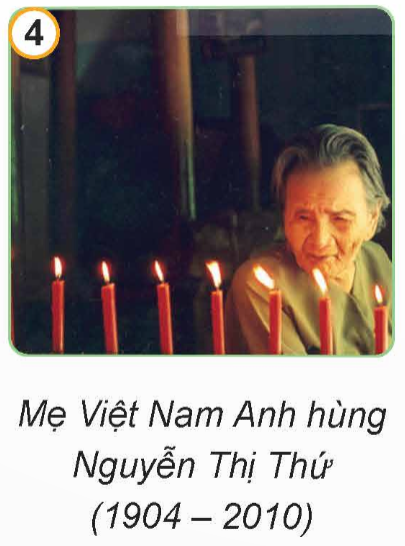 4
Mẹ Việt Nam Anh hùng
Nguyễn Thị Thứ
(1904 – 2010)